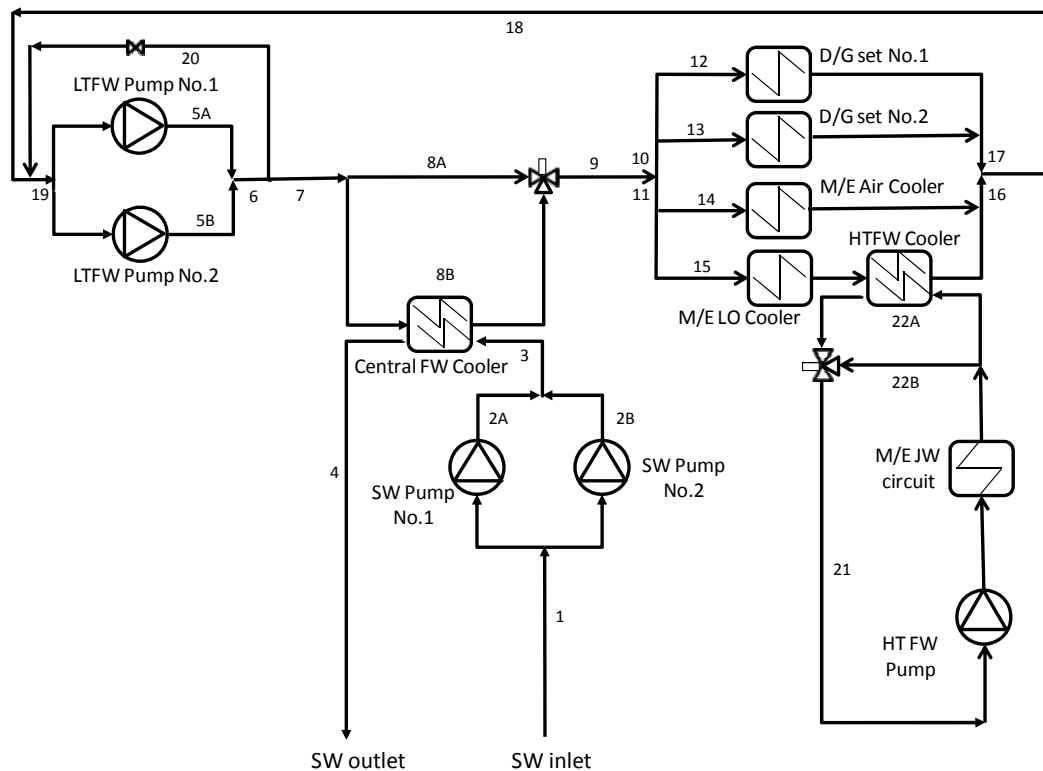 18
20
LTFW Pump No.1
5A
19
6
7
5B
LTFW Pump No.2
8A
9
10
11
8B
Central FW Cooler
3
12
D/G set No.1
13
D/G set No.2
14
M/E Air Cooler
15
M/E LO Cooler
HTFW Cooler
17
16
22A
22B
2A
2B
4
SW Pump
No.1
SW Pump
No.2
M/E JW
circuit
21
1
HT FW
Pump
SW outlet
SW inlet